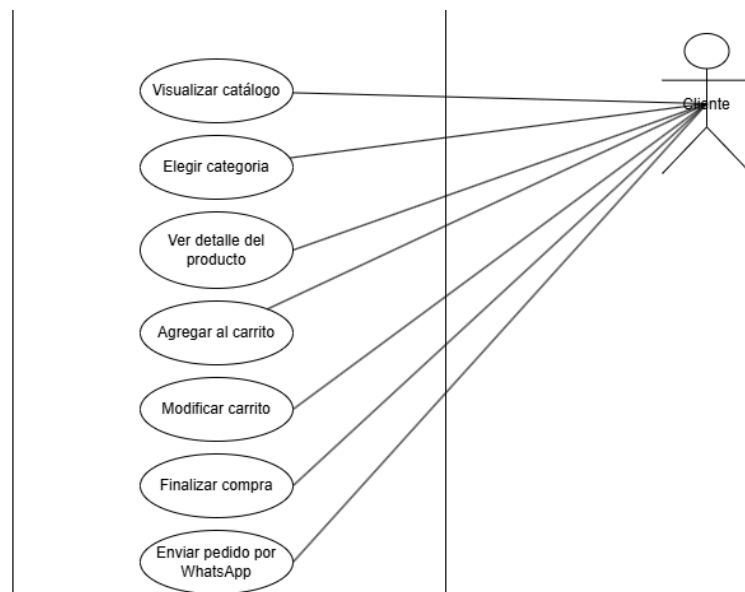 Visualizar catálogo
Cliente
Elegir categoria
Ver detalle del
producto
Agregar al carrito
Modificar carrito
Finalizar compra
Enviar pedido por
WhatsApp